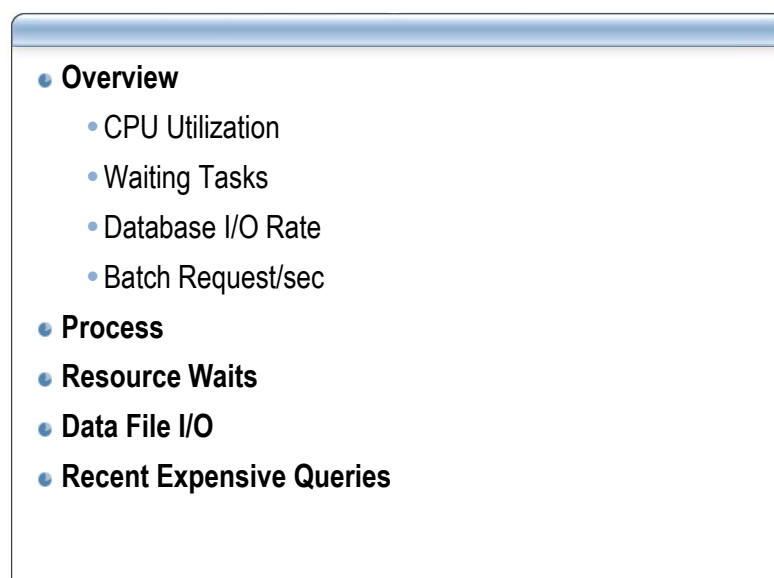 Overview
CPU Utilization
Waiting Tasks
Database I/O Rate
Batch Request/sec
Process
Resource Waits
Data File I/O
Recent Expensive Queries